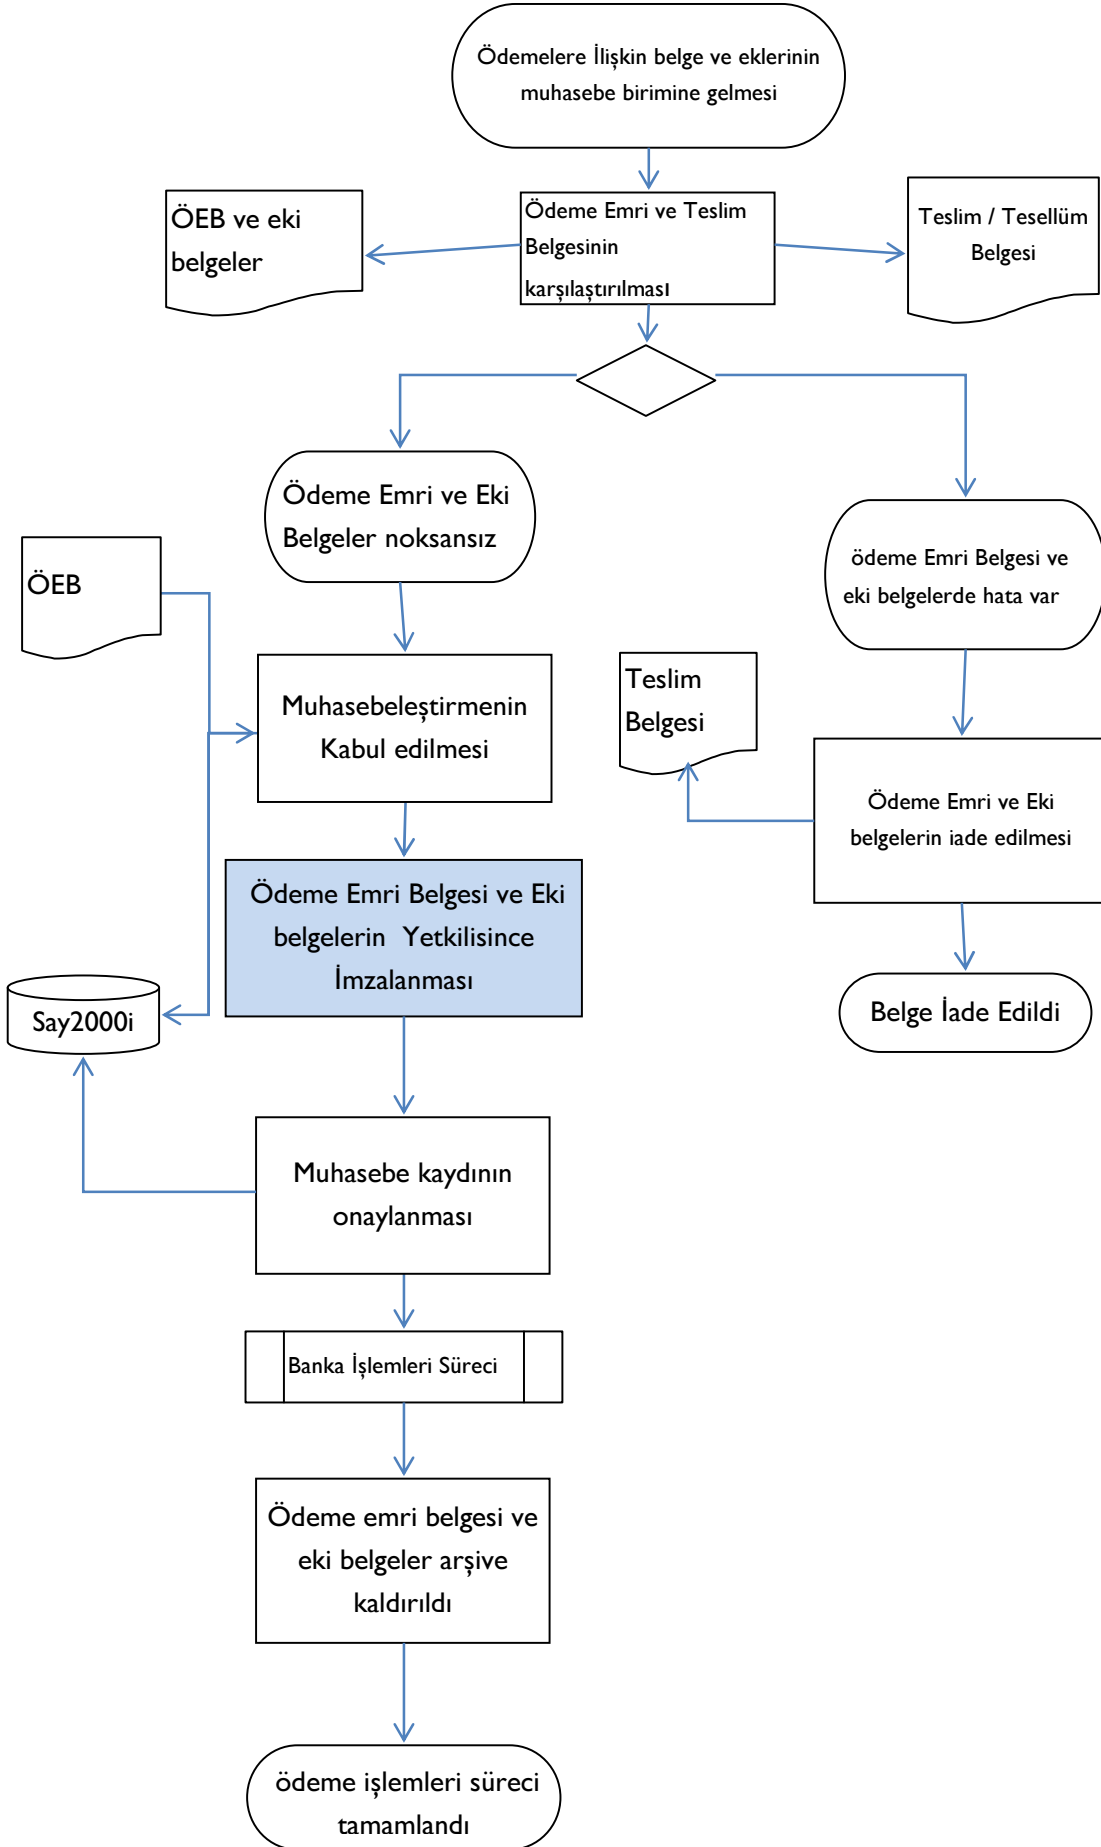 Ödemelere İlişkin belge ve eklerinin
muhasebe birimine gelmesi
ÖEB ve eki
belgeler
Ödeme Emri ve Teslim
Belgesinin
karşılaştırılması
Teslim / Tesellüm
Belgesi
Ödeme Emri ve Eki
Belgeler noksansız
ödeme Emri Belgesi ve
eki belgelerde hata var
ÖEB
Teslim
Belgesi
Muhasebeleştirmenin
Kabul edilmesi
Ödeme Emri ve Eki
belgelerin iade edilmesi
Ödeme Emri Belgesi ve Eki
belgelerin  Yetkilisince
İmzalanması
Say2000i
Belge İade Edildi
Muhasebe kaydının
onaylanması
Banka İşlemleri Süreci
Ödeme emri belgesi ve
eki belgeler arşive
kaldırıldı
ödeme işlemleri süreci
tamamlandı